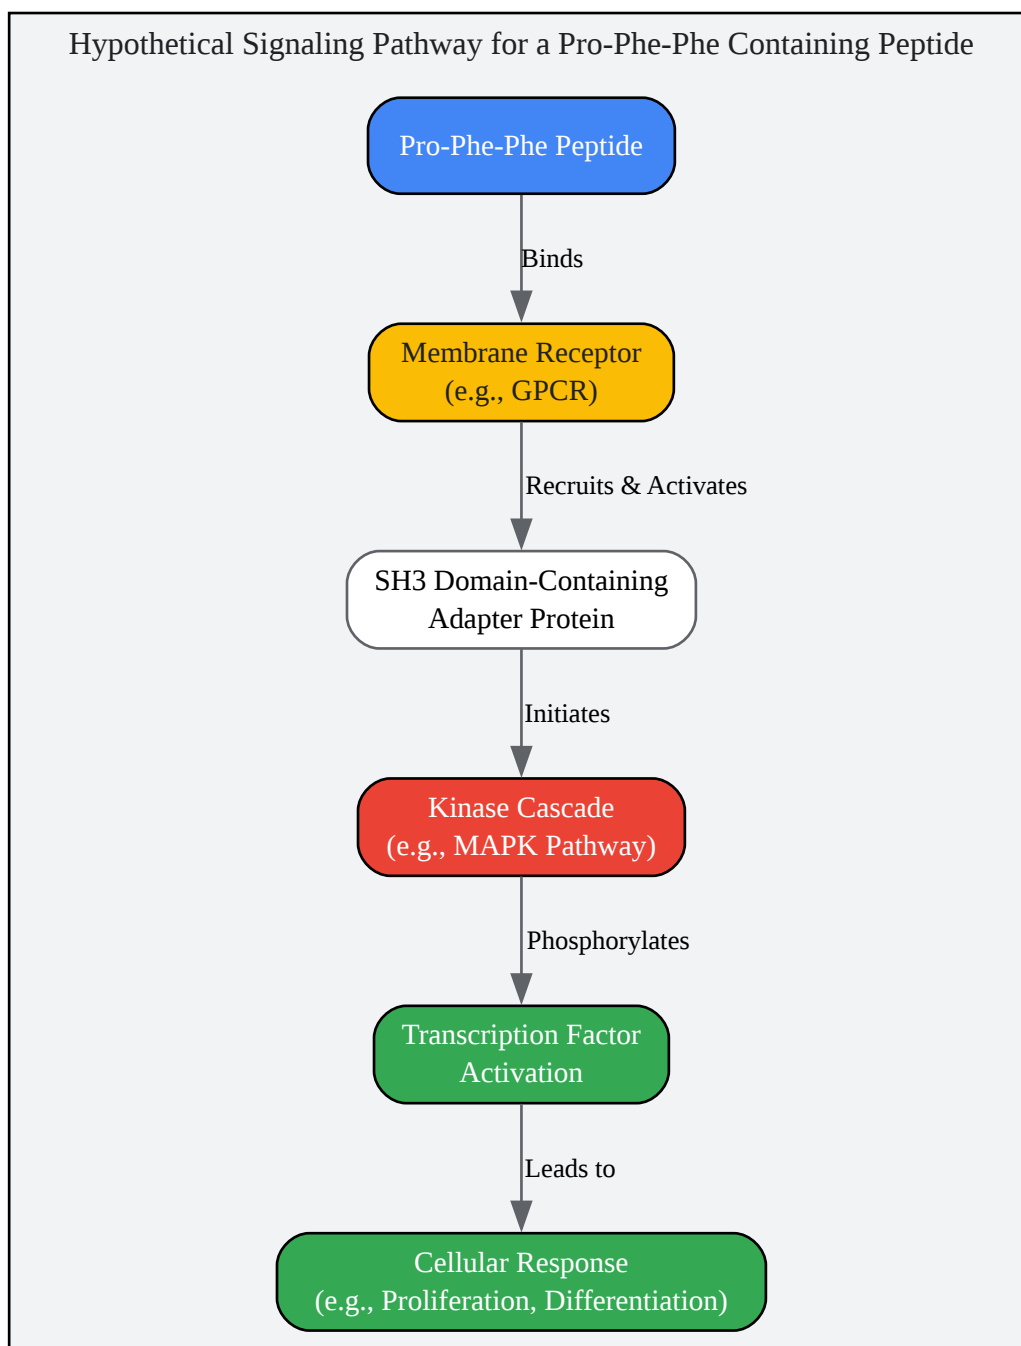 Hypothetical Signaling Pathway for a Pro-Phe-Phe Containing Peptide
Pro-Phe-Phe Peptide
Binds
Membrane Receptor
(e.g., GPCR)
Recruits & Activates
SH3 Domain-Containing
Adapter Protein
Initiates
Kinase Cascade
(e.g., MAPK Pathway)
Phosphorylates
Transcription Factor
Activation
Leads to
Cellular Response
(e.g., Proliferation, Differentiation)